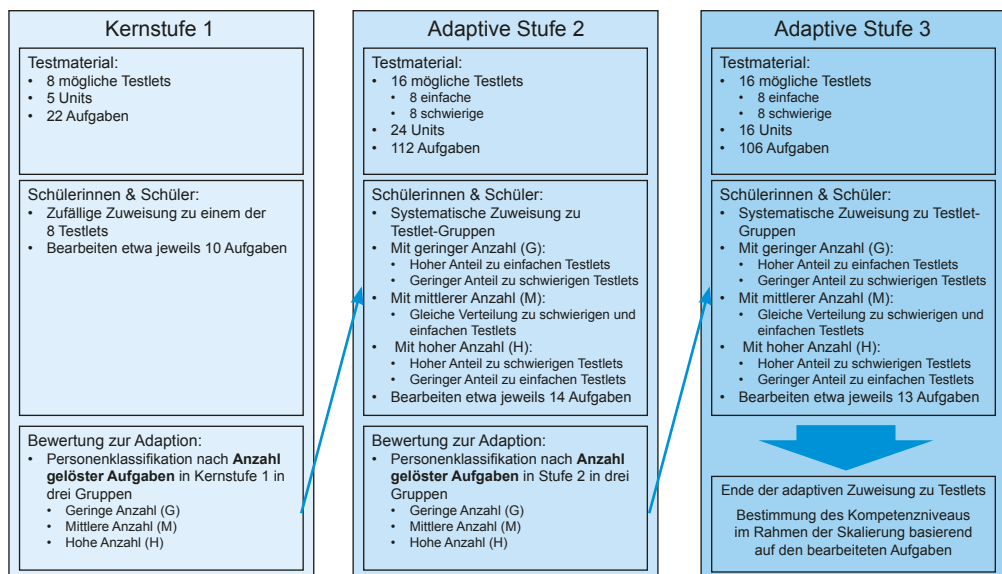 Kernstufe 1
Testmaterial:
• 8 mögliche Testlets
• 5 Units
• 22 Aufgaben
Schülerinnen & Schüler:
• Zufällige Zuweisung zu einem der
8 Testlets
• Bearbeiten etwa jeweils 10 Aufgaben
Bewertung zur Adaption:
• Personenklassifikation nach Anzahl
gelöster Aufgaben in Kernstufe 1 in
drei Gruppen
• Geringe Anzahl (G)
• Mittlere Anzahl (M)
• Hohe Anzahl (H)
Adaptive Stufe 2
Testmaterial:
• 16 mögliche Testlets
• 8 einfache
• 8 schwierige
• 24 Units
• 112 Aufgaben
Schülerinnen & Schüler:
• Systematische Zuweisung zu
Testlet-Gruppen
• Mit geringer Anzahl (G):
• Hoher Anteil zu einfachen Testlets
• Geringer Anteil zu schwierigen Testlets
• Mit mittlerer Anzahl (M):
• Gleiche Verteilung zu schwierigen und
einfachen Testlets
• Mit hoher Anzahl (H):
• Hoher Anteil zu schwierigen Testlets
• Geringer Anteil zu einfachen Testlets
• Bearbeiten etwa jeweils 14 Aufgaben
Bewertung zur Adaption:
• Personenklassifikation nach Anzahl
gelöster Aufgaben in Stufe 2 in drei
Gruppen
• Geringe Anzahl (G)
• Mittlere Anzahl (M)
• Hohe Anzahl (H)
Adaptive Stufe 3
Testmaterial:
• 16 mögliche Testlets
• 8 einfache
• 8 schwierige
• 16 Units
• 106 Aufgaben
Schülerinnen & Schüler:
• Systematische Zuweisung zu Testlet-
Gruppen
• Mit geringer Anzahl (G):
• Hoher Anteil zu einfachen Testlets
• Geringer Anteil zu schwierigen Testlets
• Mit mittlerer Anzahl (M):
• Gleiche Verteilung zu schwierigen und
einfachen Testlets
• Mit hoher Anzahl (H):
• Hoher Anteil zu schwierigen Testlets
• Geringer Anteil zu einfachen Testlets
• Bearbeiten etwa jeweils 13 Aufgaben
Ende der adaptiven Zuweisung zu Testlets
Bestimmung des Kompetenzniveaus
im Rahmen der Skalierung basierend
auf den bearbeiteten Aufgaben